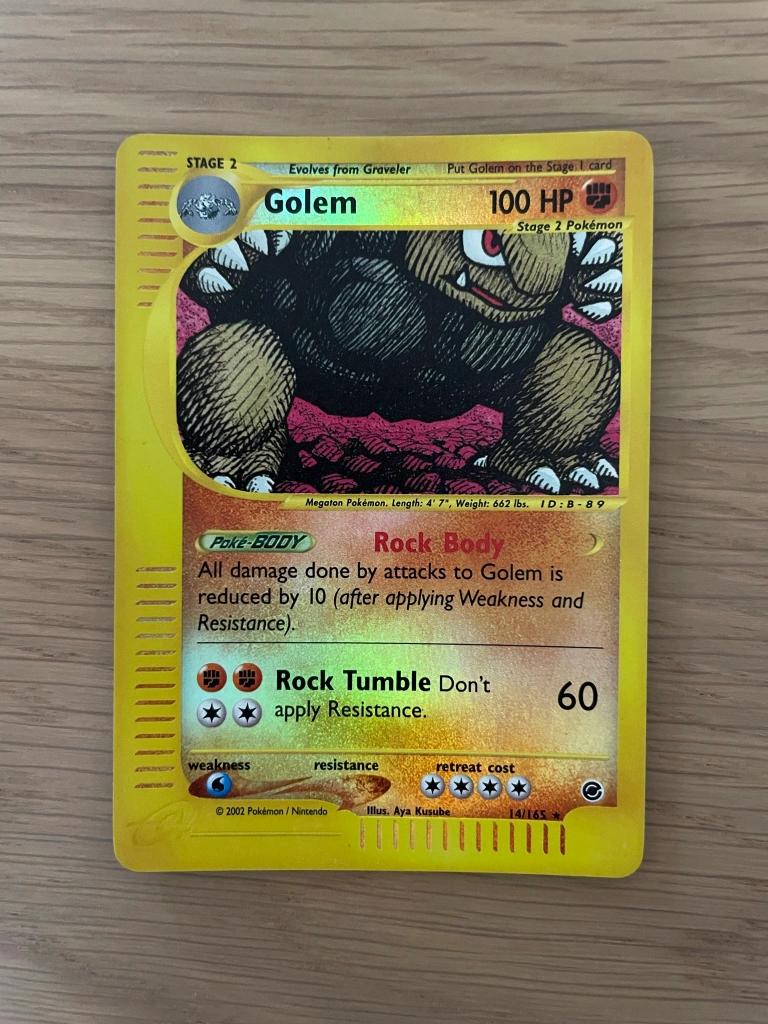 STAGE 2
Evolves from Graveler
Put Golem on the Stage 1 card
Golem
100 HP
Stage 2 Pokémon
Megaton Pokémon. Length: 4' 7", Weight: 662 lbs. ID:B-89
Poké-BODY
Rock Body
All damage done by attacks to Golem is
reduced by 10 (after applying Weakness and
Resistance).
Rock Tumble Don't
apply Resistance.
60
weakness
resistance
retreat cost
© 2002 Pokémon / Nintendo
Illus. Aya Kusube
14/165 ★